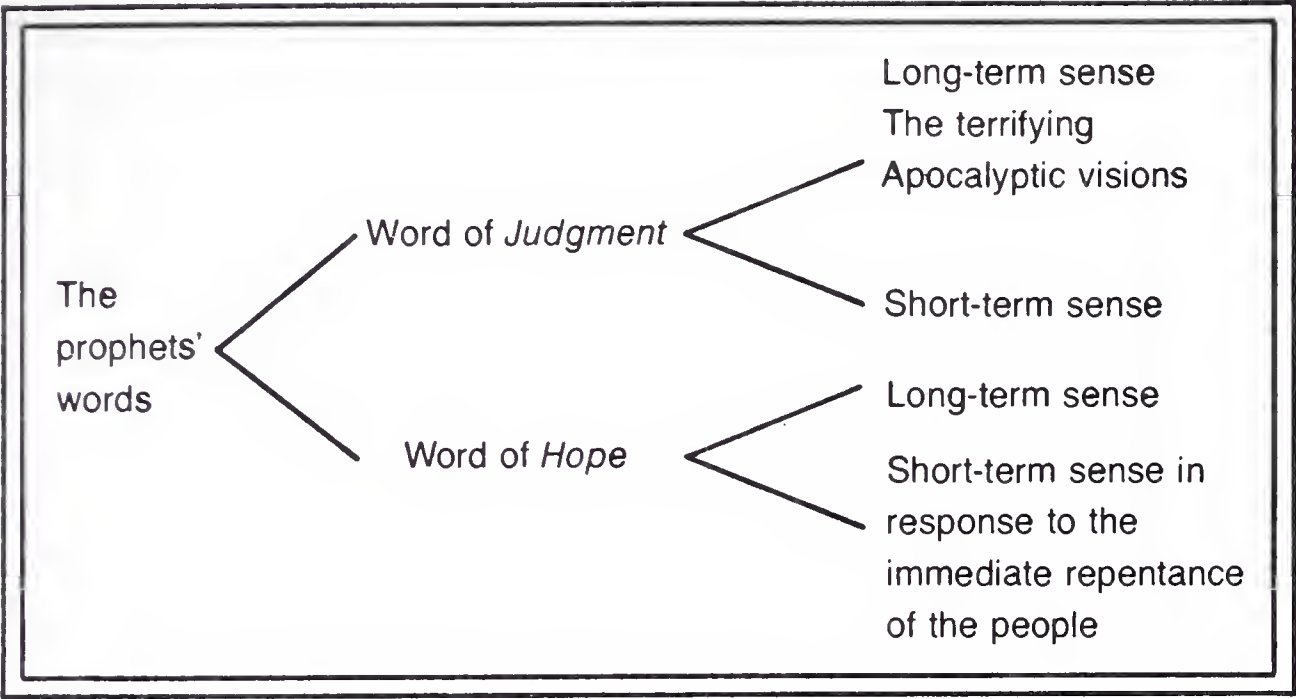 The
prophets'
words
Word of Judgment
Long-term sense
The terrifying
Apocalyptic visions
Short-term sense
Word of Hope
Long-term sense
Short-term sense in
response to the
immediate repentance
of the people